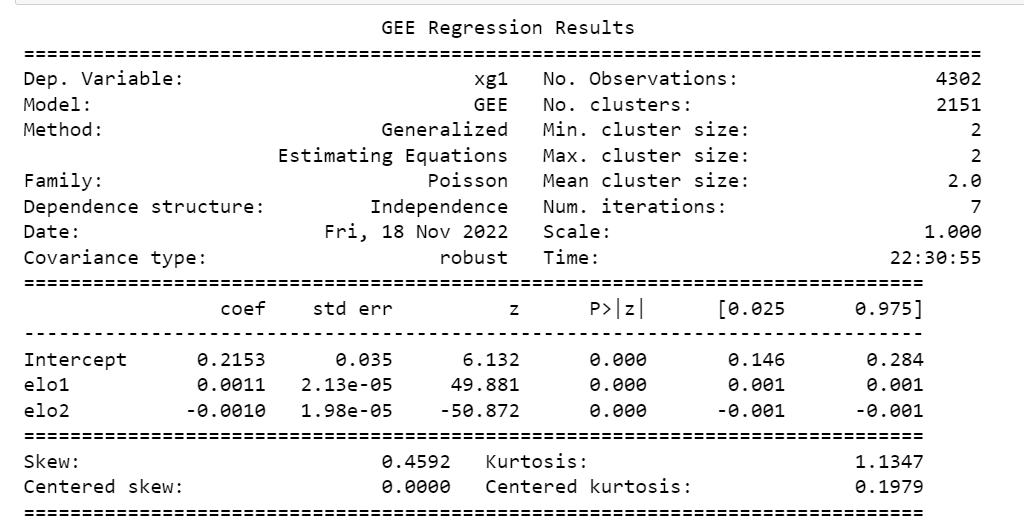 GEE Regression Results
==============================================================================
Dep. Variable: xg1 No. Observations: 4302
Model: GEE No. clusters: 2151
Method: Generalized Min. cluster size: 2
Estimating Equations Max. cluster size: 2
Family: Poisson Mean cluster size: 2.0
Dependence structure: Independence Num. iterations: 7
Date: Fri, 18 Nov 2022 Scale: 1.000
Covariance type: robust Time: 22:30:55
==============================================================================
coef std err z P>|z| [0.025 0.975]
------------------------------------------------------------------------------
Intercept 0.2153 0.035 6.132 0.000 0.146 0.284
elo1 0.0011 2.13e-05 49.881 0.000 0.001 0.001
elo2 -0.0010 1.98e-05 -50.872 0.000 -0.001 -0.001
==============================================================================
Skew: 0.4592 Kurtosis: 1.1347
Centered skew: 0.0000 Centered kurtosis: 0.1979
==============================================================================